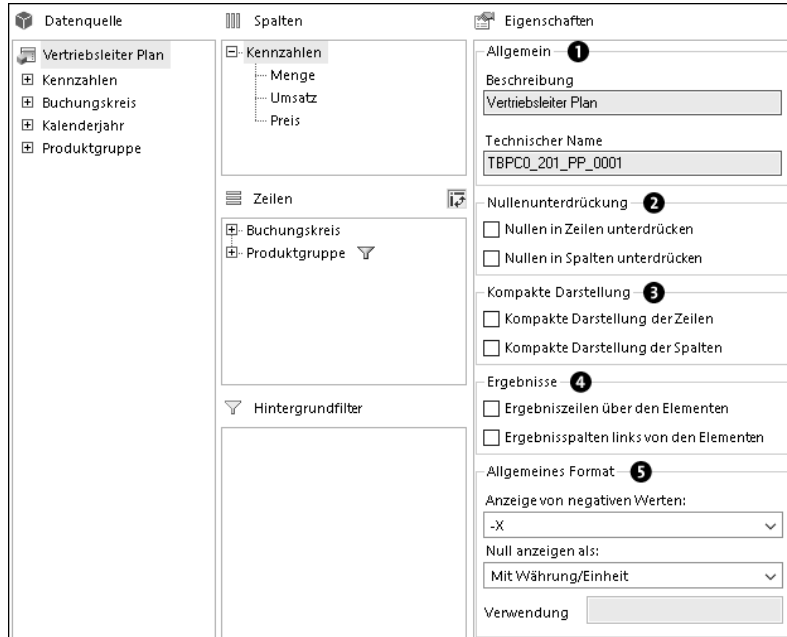 Datenquelle
Vertriebsleiter Plan
Kennzahlen
Buchungskreis
Kalenderjahr
Produktgruppe
Spalten
Kennzahlen
Menge
Umsatz
Preis
Zeilen
Buchungskreis
Produktgruppe
Hintergrundfilter
Eigenschaften
Allgemein 1
Beschreibung
Vertriebsleiter Plan
Technischer Name
TBPC0_201_PP_0001
Nullenunterdrückung 2
Nullen in Zeilen unterdrücken
Nullen in Spalten unterdrücken
Kompakte Darstellung 3
Kompakte Darstellung der Zeilen
Kompakte Darstellung der Spalten
Ergebnisse 4
Ergebniszeilen über den Elementen
Ergebnisspalten links von den Elementen
Allgemeines Format 5
Anzeige von negativen Werten:
-X
Null anzeigen als:
Mit Währung/Einheit
Verwendung